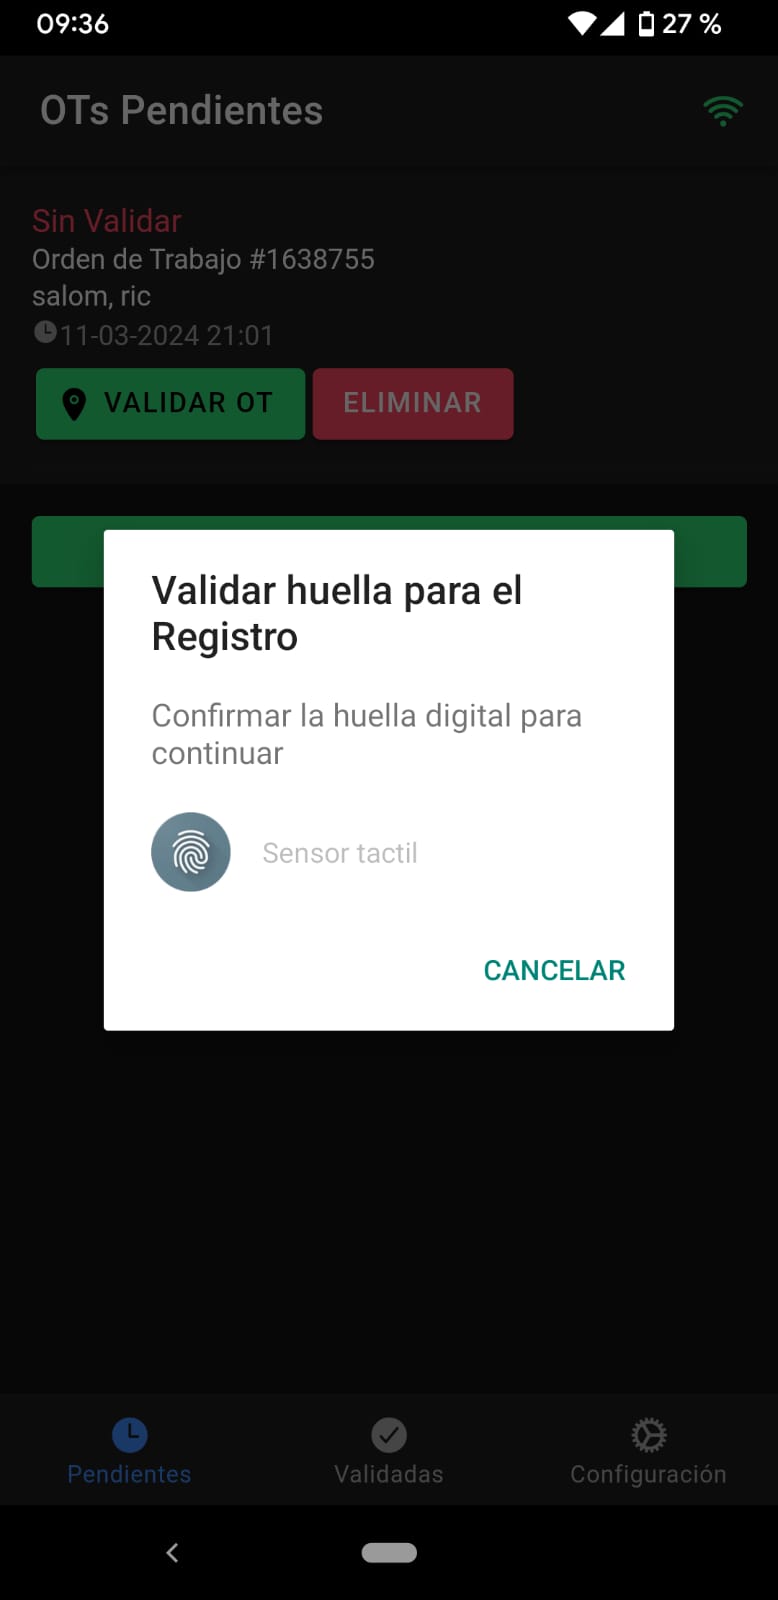 09:36
27 %
OTs Pendientes
Sin Validar
Orden de Trabajo #1638755
salom, ric
11-03-2024 21:01
VALIDAR OT
ELIMINAR
Validar huella para el
Registro
Confirmar la huella digital para
continuar
Sensor tactil
CANCELAR
Pendientes
Validadas
Configuración